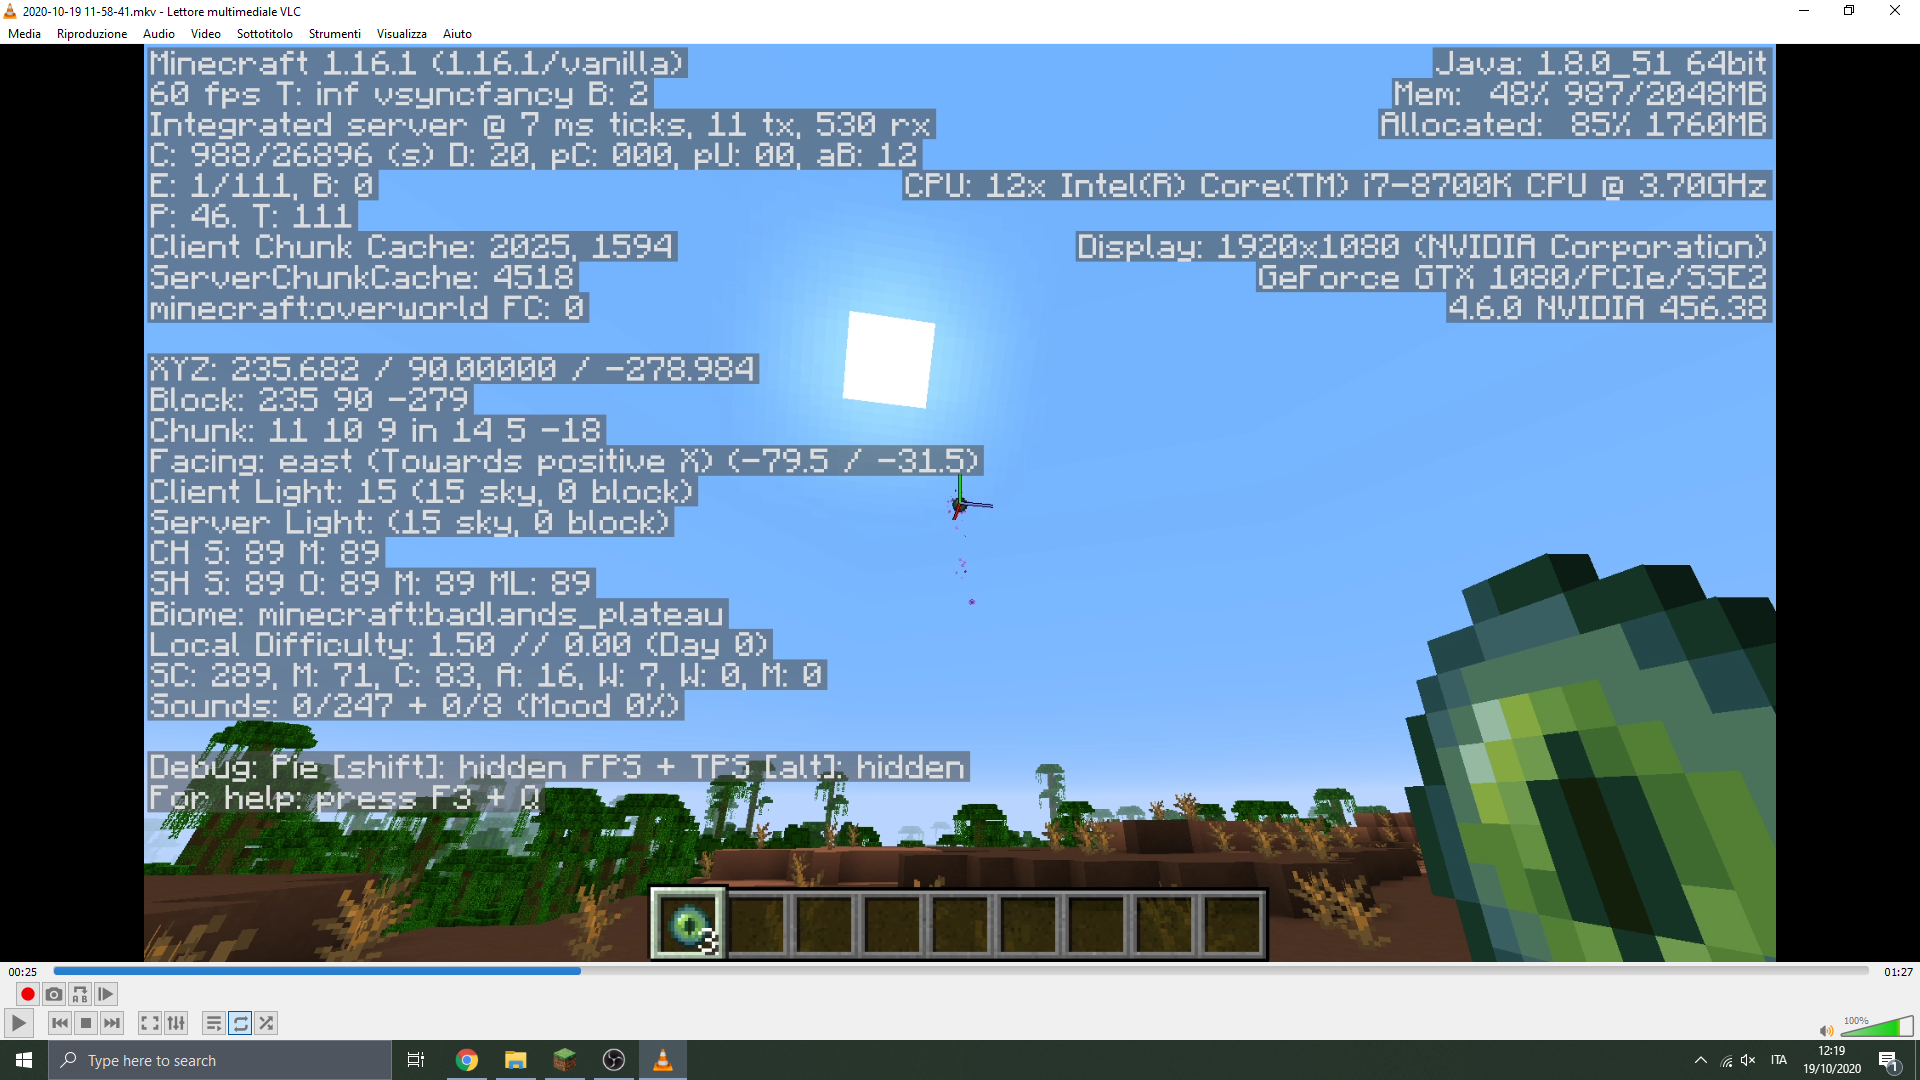 2020-10-19 11-58-41.mkv - Lettore multimediale VLC
Media Riproduzione Audio Video Sottotitolo Strumenti Visualizza Aiuto
Minecraft 1.16.1 (1.16.1/vanilla)
60 fps T: inf vsyncfancy B: 2
Integrated server @ 7 ms ticks, 11 tx, 530 rx
C: 988/26896 (s) D: 20, pC: 000, pU: 00, aB: 12
E: 1/111, B: 0
P: 46. T: 111
Client Chunk Cache: 2025, 1594
ServerChunkCache: 4518
minecraft:overworld FC: 0
XYZ: 235.682 / 90.00000 / -278.984
Block: 235 90 -279
Chunk: 11 10 9 in 14 5 -18
Facing: east (Towards positive X) (-79.5 / -31.5)
Client Light: 15 (15 sky, 0 block)
Server Light: (15 sky, 0 block)
CH S: 89 M: 89
SH S: 89 O: 89 M: 89 ML: 89
Biome: minecraft:badlands_plateau
Local Difficulty: 1.50 // 0.00 (Day 0)
SC: 289, M: 71, C: 83, A: 16, W: 7, W: 0, M: 0
Sounds: 0/247 + 0/8 (Mood 0%)
Debug: Pie [shift]: hidden FPS + TPS [alt]: hidden
For help: press F3 + Q
Java: 1.8.0_51 64bit
Mem: 48% 987/2048MB
Allocated: 85% 1760MB
CPU: 12x Intel(R) Core(TM) i7-8700K CPU @ 3.70GHz
Display: 1920x1080 (NVIDIA Corporation)
GeForce GTX 1080/PCIe/SSE2
4.6.0 NVIDIA 456.38
3
00:25
01:27
100%
Type here to search
ITA
12:19
19/10/2020
1